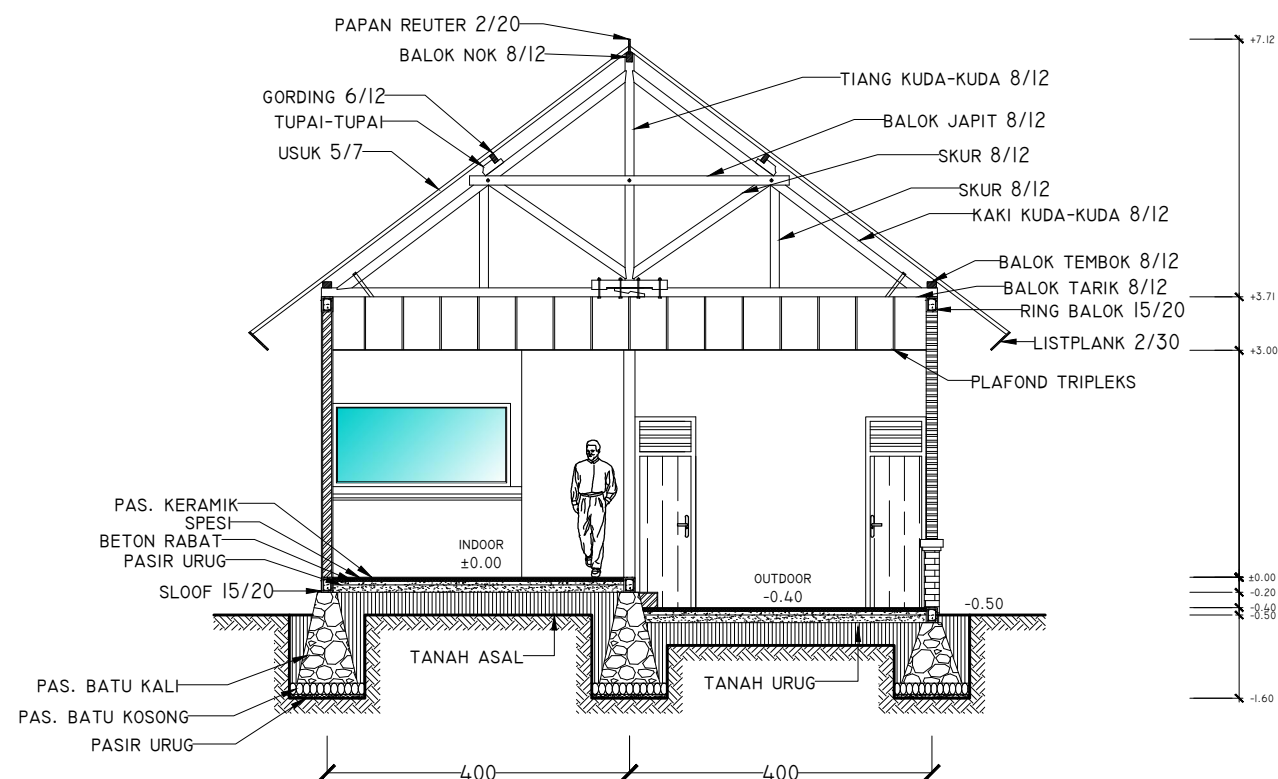 PAPAN REUTER 2/20
BALOK NOK 8/12
GORDING 6/12
TUPAI-TUPAI
USUK 5/7
TIANG KUDA-KUDA 8/12
BALOK JAPIT 8/12
SKUR 8/12
SKUR 8/12
KAKI KUDA-KUDA 8/12
BALOK TEMBOK 8/12
BALOK TARIK 8/12
RING BALOK 15/20
LISTPLANK 2/30
PLAFOND TRIPLEKS
+7.12
+3.71
+3.00
±0.00
-0.20
-0.40
-0.50
-1.60
PAS. KERAMIK
SPESI
BETON RABAT
PASIR URUG
SLOOF 15/20
INDOOR
±0.00
OUTDOOR
-0.40
-0.50
TANAH ASAL
TANAH URUG
PAS. BATU KALI
PAS. BATU KOSONG
PASIR URUG
400
400